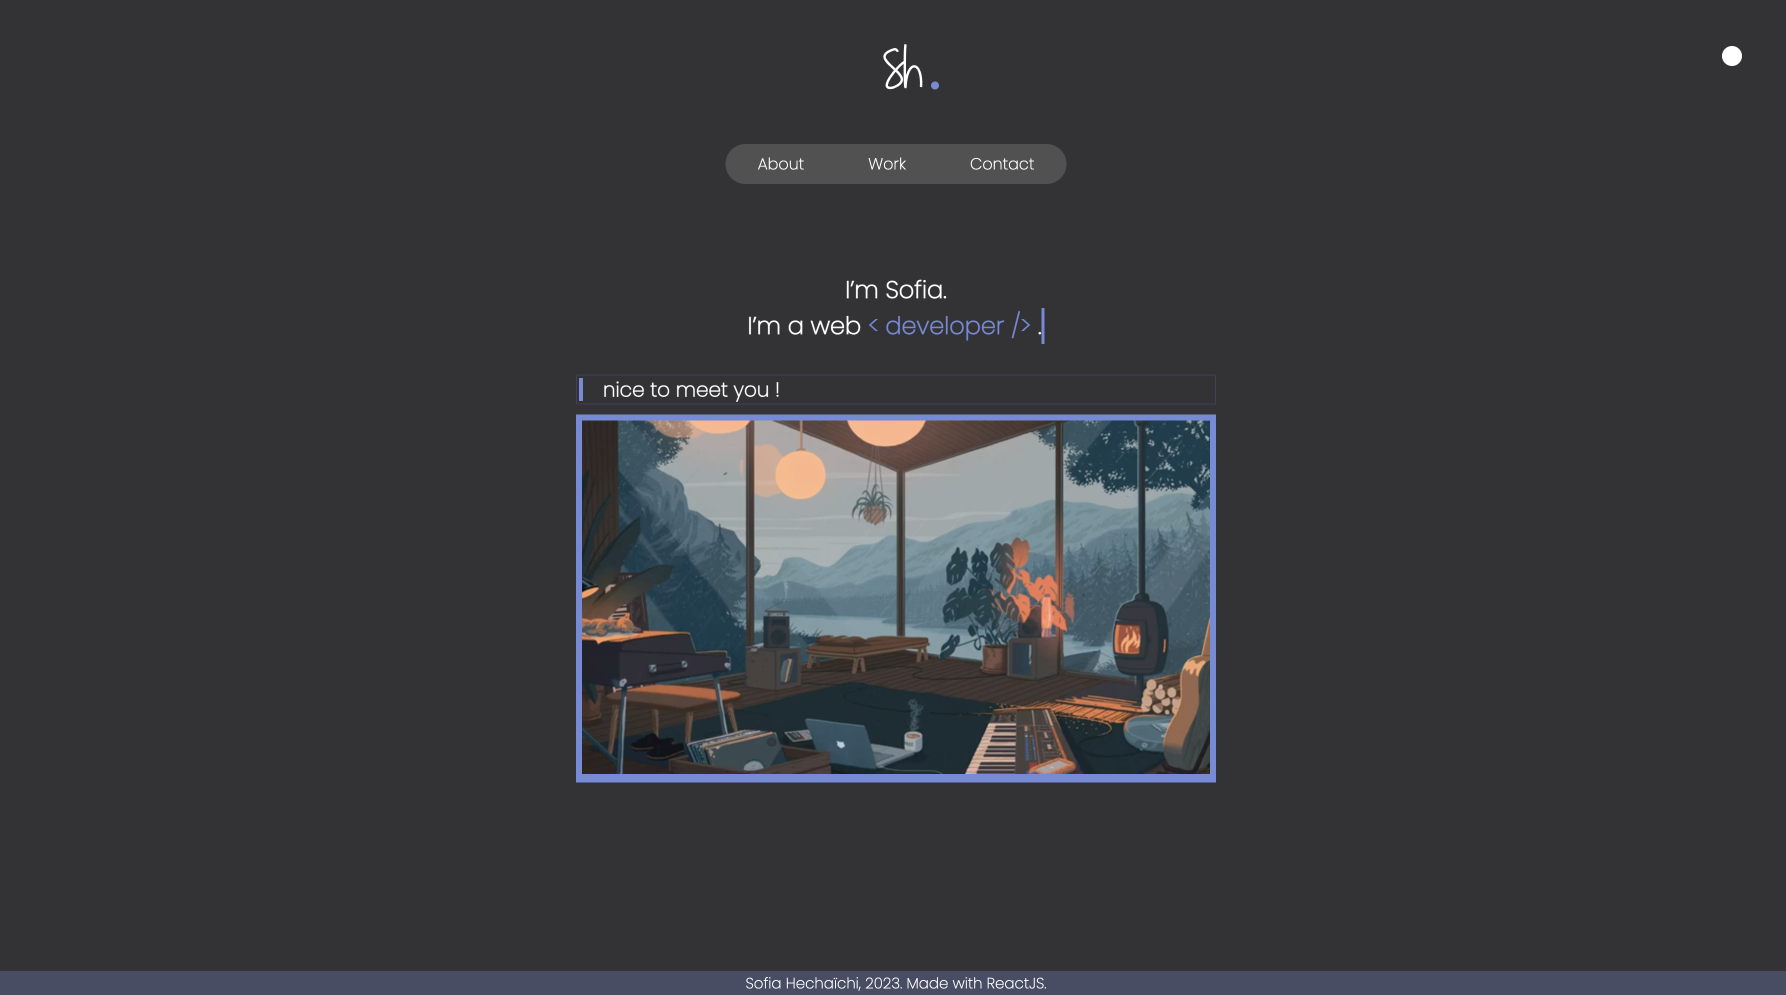 Sh.
About
Work
Contact
I'm Sofia.
I'm a web < developer /> .
nice to meet you !
Sofia Hechaïchi, 2023. Made with ReactJS.